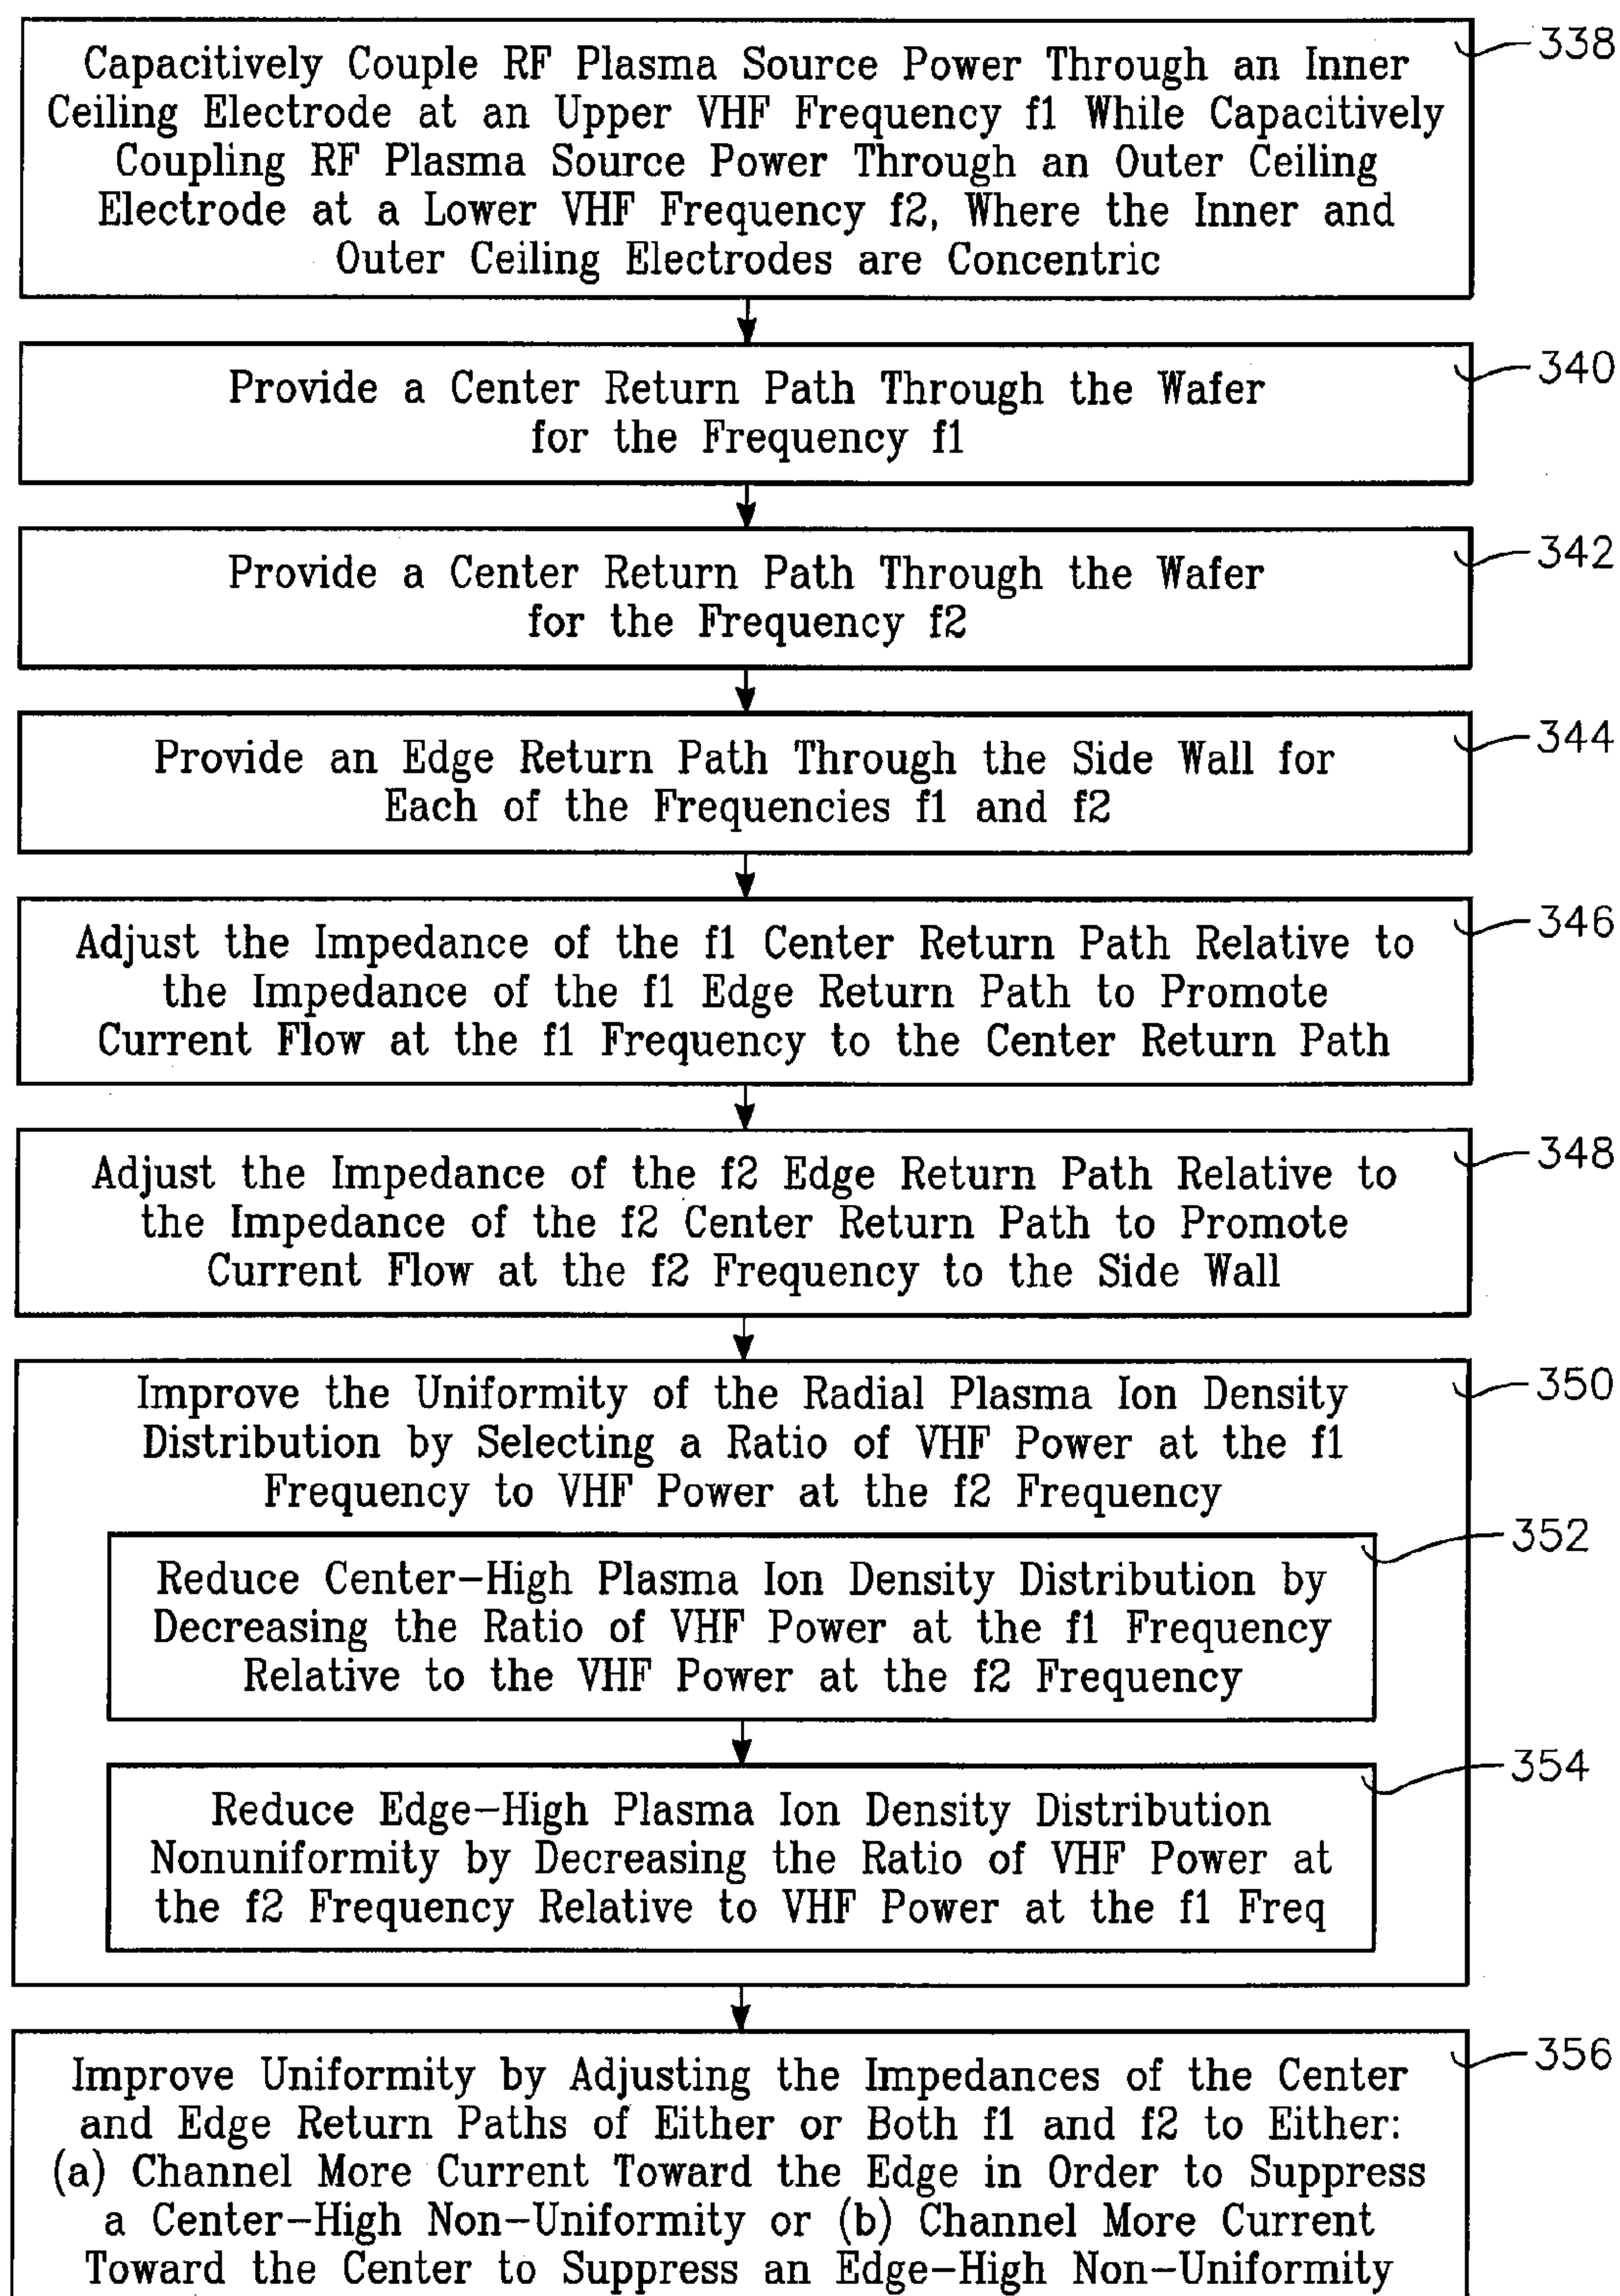 338
Capacitively Couple RF Plasma Source Power Through an Inner
Ceiling Electrode at an Upper VHF Frequency f1 While Capacitively
Coupling RF Plasma Source Power Through an Outer Ceiling
Electrode at a Lower VHF Frequency f2, Where the Inner and
Outer Ceiling Electrodes are Concentric
340
Provide a Center Return Path Through the Wafer
for the Frequency f1
342
Provide a Center Return Path Through the Wafer
for the Frequency f2
344
Provide an Edge Return Path Through the Side Wall for
Each of the Frequencies f1 and f2
346
Adjust the Impedance of the f1 Center Return Path Relative to
the Impedance of the f1 Edge Return Path to Promote
Current Flow at the f1 Frequency to the Center Return Path
348
Adjust the Impedance of the f2 Edge Return Path Relative to
the Impedance of the f2 Center Return Path to Promote
Current Flow at the f2 Frequency to the Side Wall
350
Improve the Uniformity of the Radial Plasma Ion Density
Distribution by Selecting a Ratio of VHF Power at the f1
Frequency to VHF Power at the f2 Frequency
352
Reduce Center-High Plasma Ion Density Distribution by
Decreasing the Ratio of VHF Power at the f1 Frequency
Relative to the VHF Power at the f2 Frequency
354
Reduce Edge-High Plasma Ion Density Distribution
Nonuniformity by Decreasing the Ratio of VHF Power at
the f2 Frequency Relative to VHF Power at the f1 Freq
356
Improve Uniformity by Adjusting the Impedances of the Center
and Edge Return Paths of Either or Both f1 and f2 to Either:
(a) Channel More Current Toward the Edge in Order to Suppress
a Center-High Non-Uniformity or (b) Channel More Current
Toward the Center to Suppress an Edge-High Non-Uniformity